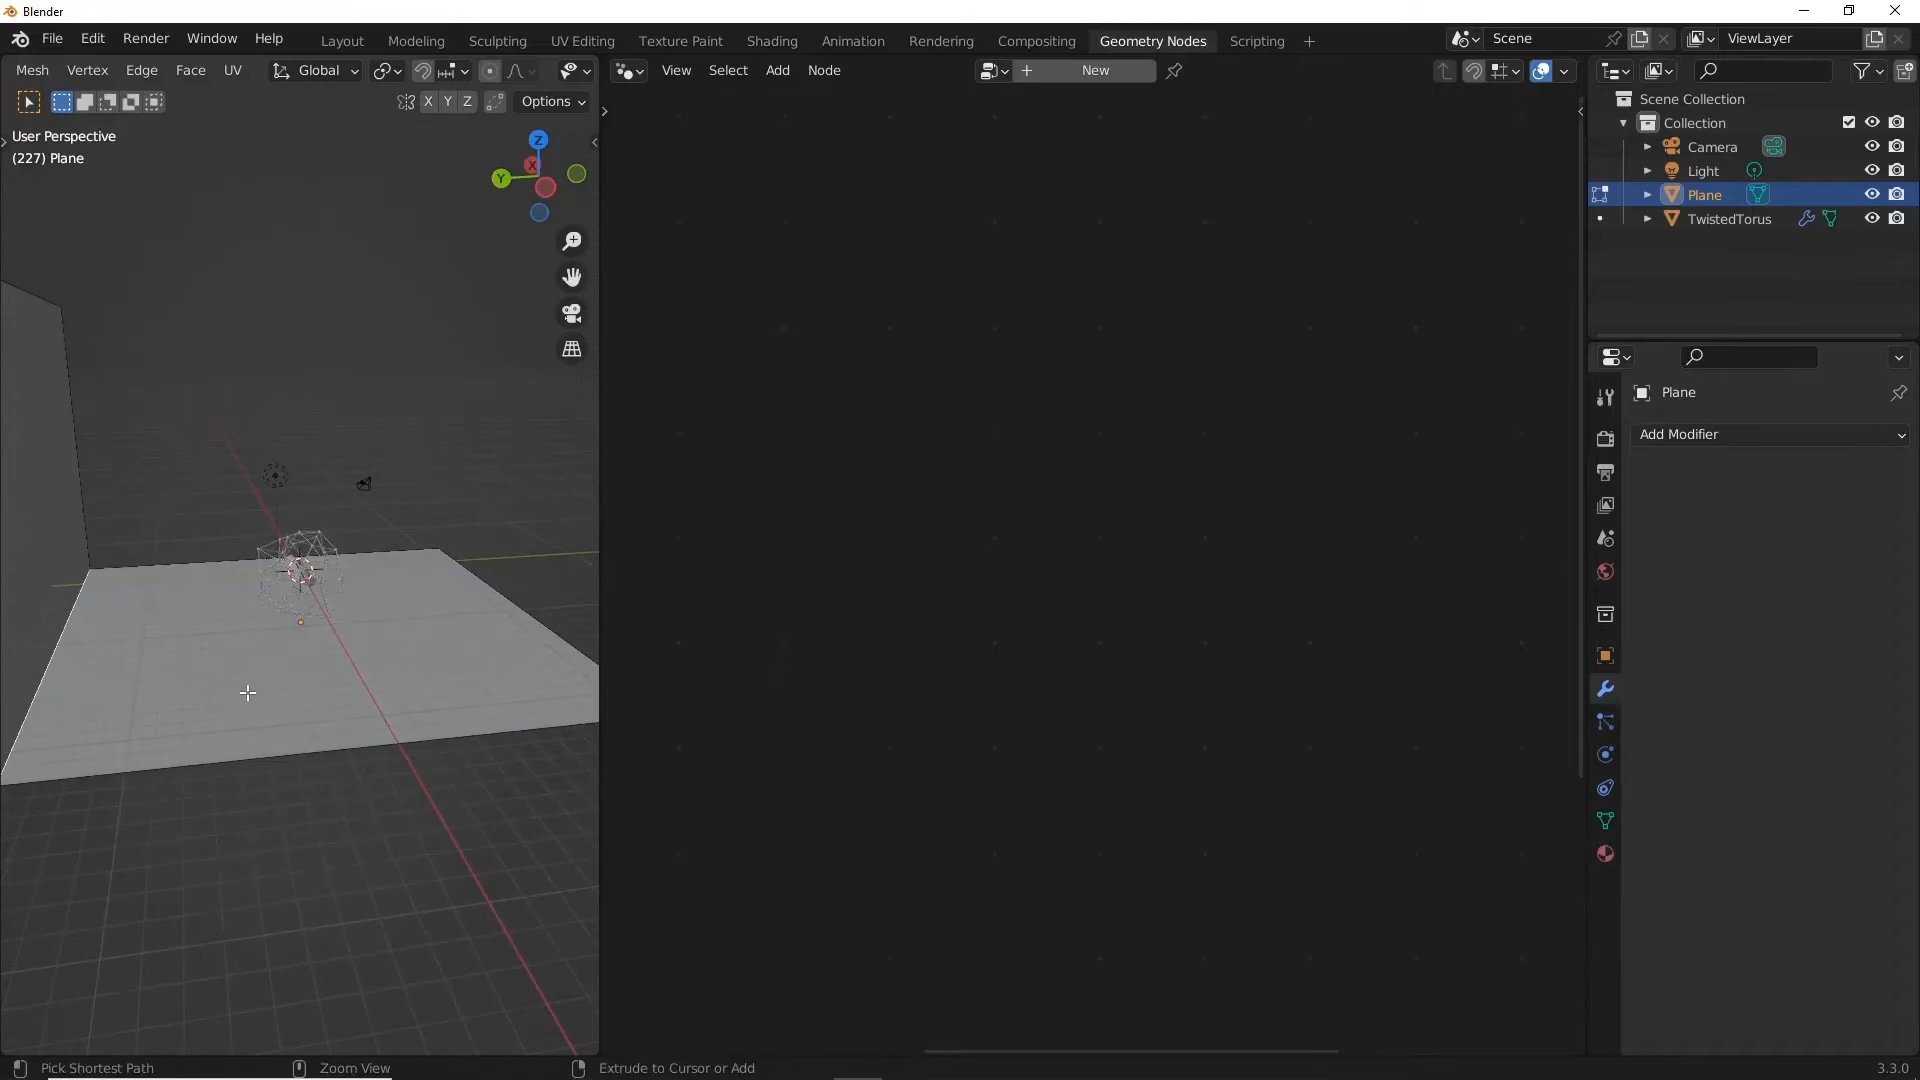 Blender
File Edit Render Window Help
Layout Modeling Sculpting UV Editing Texture Paint Shading Animation Rendering Compositing Geometry Nodes Scripting
Scene
ViewLayer
Mesh Vertex Edge Face UV
Global
View Select Add Node
New
X Y Z
Options
User Perspective
(227) Plane
Z
X
Y
Scene Collection
Collection
Camera
Light
Plane
TwistedTorus
Plane
Add Modifier
Pick Shortest Path
Zoom View
Extrude to Cursor or Add
3.3.0